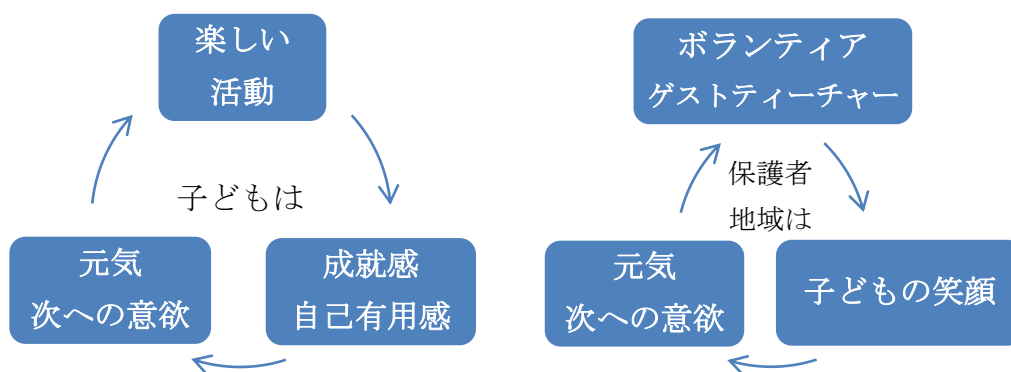 楽しい
活動
子どもは
元気
次への意欲
成就感
自己有用感
ボランティア
ゲストティーチャー
保護者
地域は
元気
次への意欲
子どもの笑顔